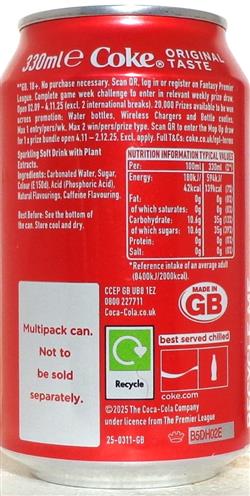 330ml e Coke® ORIGINAL TASTE
**GB, 18+. No purchase necessary. Scan QR, log in or register on Fantasy Premier
League. Complete game challenge to enter in relevant weekly prize draw.
Open 02.09 - 4.11.25 (excl. 2 international breaks). 20,000 Prizes available to be won
across promotion: Water bottles, Wireless Chargers and Bottle coolies.
Max 1 entry/pers/wk. Max 2 win/pers/prize type. Scan QR to enter the Mop Up draw
for 1 prize bundle open 4.11 - 2.12.25. Excl. apply. Full T&Cs: coke.co.uk/epl-terms
Sparkling Soft Drink with Plant
Extracts.
Ingredients: Carbonated Water, Sugar,
Colour (E150d), Acid (Phosphoric Acid),
Natural Flavourings, Caffeine Flavouring.
Best Before: See the bottom of
the can. Store cool and dry.
NUTRITION INFORMATION TYPICAL VALUES
Per: 100ml 330ml (%*)
Energy: 180kJ/ 594kJ/
42kcal 139kcal (7%)
Fat: 0g 0g (0%)
of which saturates: 0g 0g (0%)
Carbohydrate: 10.6g 35g (13%)
of which sugars: 10.6g 35g (39%)
Protein: 0g 0g (0%)
Salt: 0g 0g (0%)
*Reference intake of an average adult
(8400kJ/2000kcal)
CCEP GB UB8 1EZ
0800 227711
Coca-Cola.co.uk
MADE IN
GB
Multipack can.
Not to
be sold
separately.
Recycle
best served chilled
coke.com
©2025 The Coca-Cola Company
under licence from The Premier League
25-0311-GB
B5DH02E